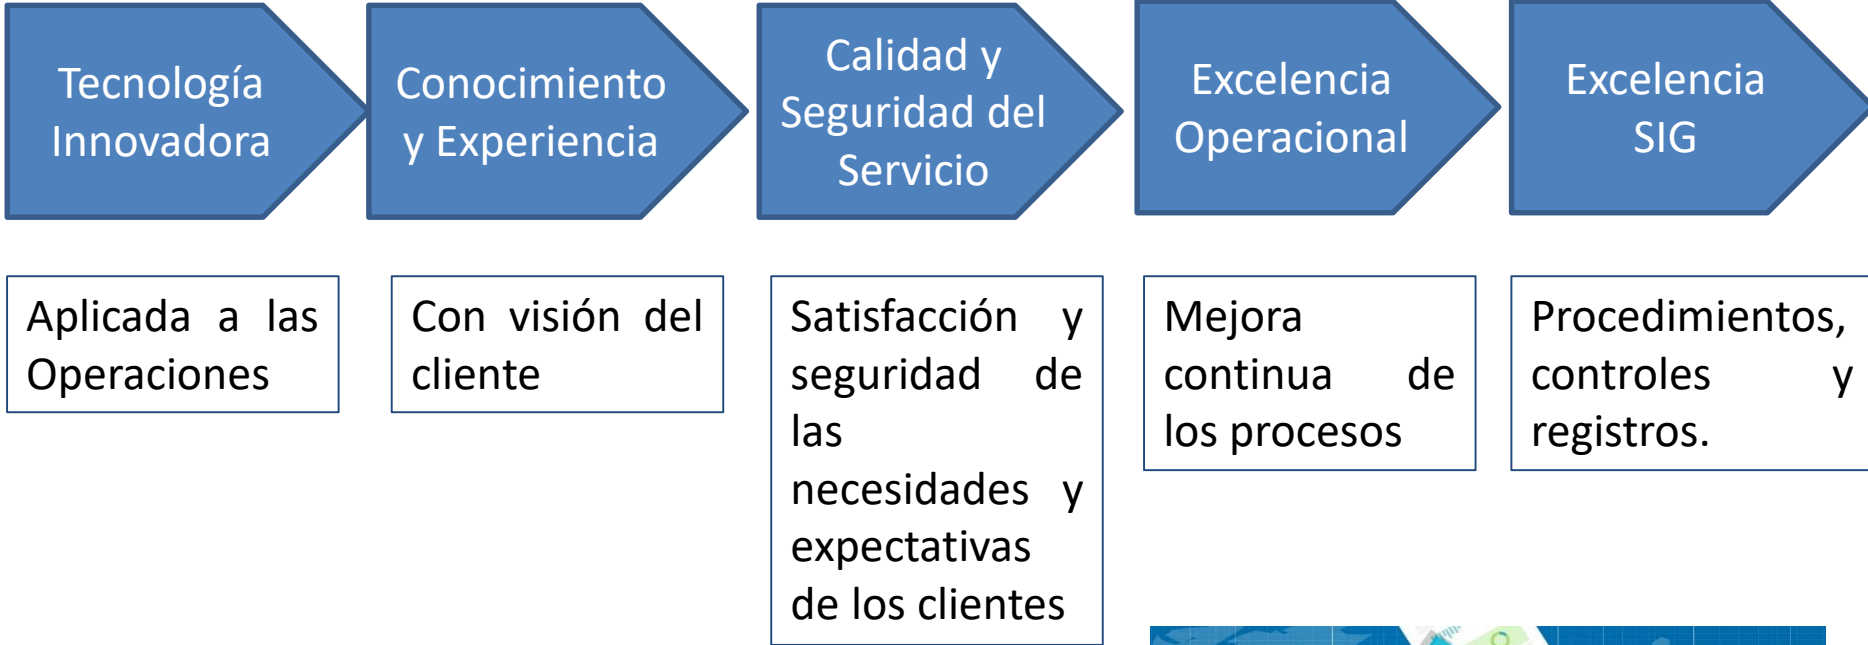 Tecnología
Innovadora
Conocimiento
y Experiencia
Calidad y
Seguridad del
Servicio
Excelencia
Operacional
Excelencia
SIG
Aplicada a las
Operaciones
Con visión del
cliente
Satisfacción y
seguridad de
las
necesidades y
expectativas
de los clientes
Mejora
continua de
los procesos
Procedimientos,
controles y
registros.